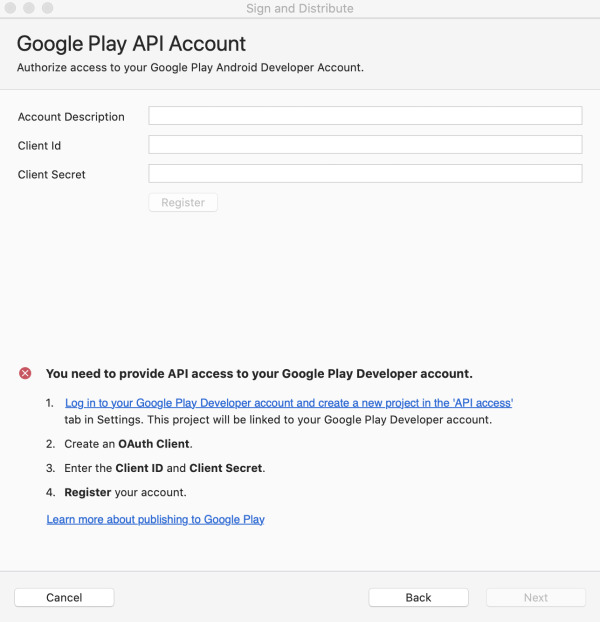 Sign and Distribute
Google Play API Account
Authorize access to your Google Play Android Developer Account.
Account Description
Client Id
Client Secret
Register
You need to provide API access to your Google Play Developer account.
1. Log in to your Google Play Developer account and create a new project in the 'API access'
tab in Settings. This project will be linked to your Google Play Developer account.
2. Create an OAuth Client.
3. Enter the Client ID and Client Secret.
4. Register your account.
Learn more about publishing to Google Play
Cancel Back Next